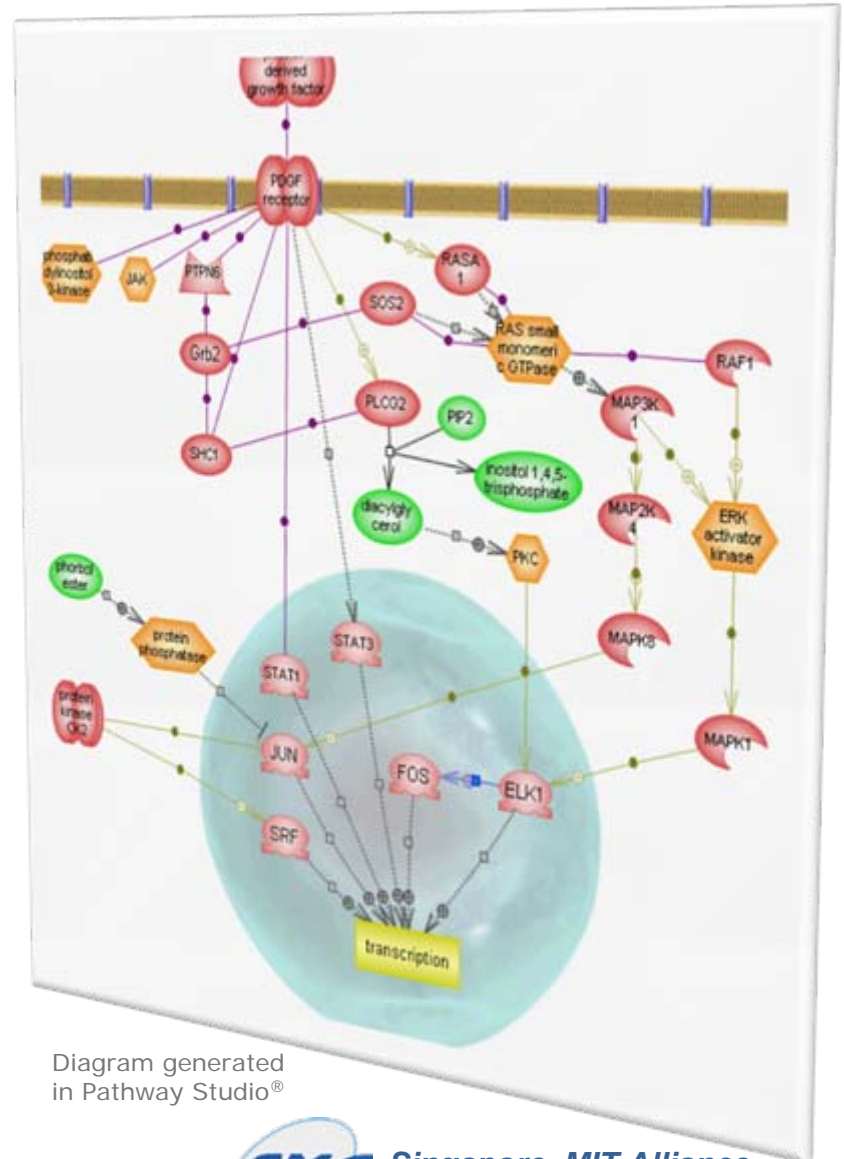 derived
growth factor
PDGF
receptor
phosphati
dylinositol
3-kinase
JAK
PTPN6
RASA
1
SOS2
RAS small
monomeri
c GTPase
Grb2
RAF1
MAP3K
1
PLCG2
PIP2
SHC1
inositol 1,4,5-
trisphosphate
diacylgly
cerol
MAP2K
4
ERK
activator
kinase
PKC
phorbol
ester
protein
phosphatase
STAT3
MAPK8
STAT1
protein
kinase
CK2
JUN
MAPK1
FOS
ELK1
SRF
transcription
Diagram generated
in Pathway Studio®
Singapore-MIT Alliance